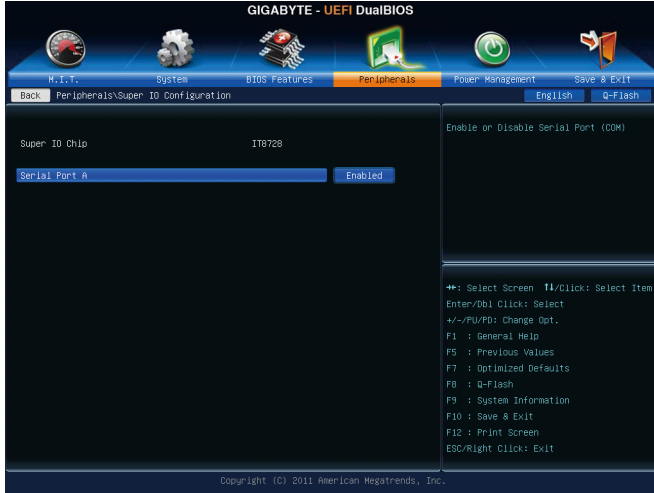 GIGABYTE - UEFI DualBIOS
M.I.T. System BIOS Features Peripherals Power Management Save & Exit
Back Peripherals\Super IO Configuration English Q-Flash
Enable or Disable Serial Port (COM)
Super IO Chip IT8728
Serial Port A Enabled
→←: Select Screen ↑↓/Click: Select Item
Enter/Dbl Click: Select
+/-/PU/PD: Change Opt.
F1 : General Help
F5 : Previous Values
F7 : Optimized Defaults
F8 : Q-Flash
F9 : System Information
F10 : Save & Exit
F12 : Print Screen
ESC/Right Click: Exit
Copyright (C) 2011 American Megatrends, Inc.